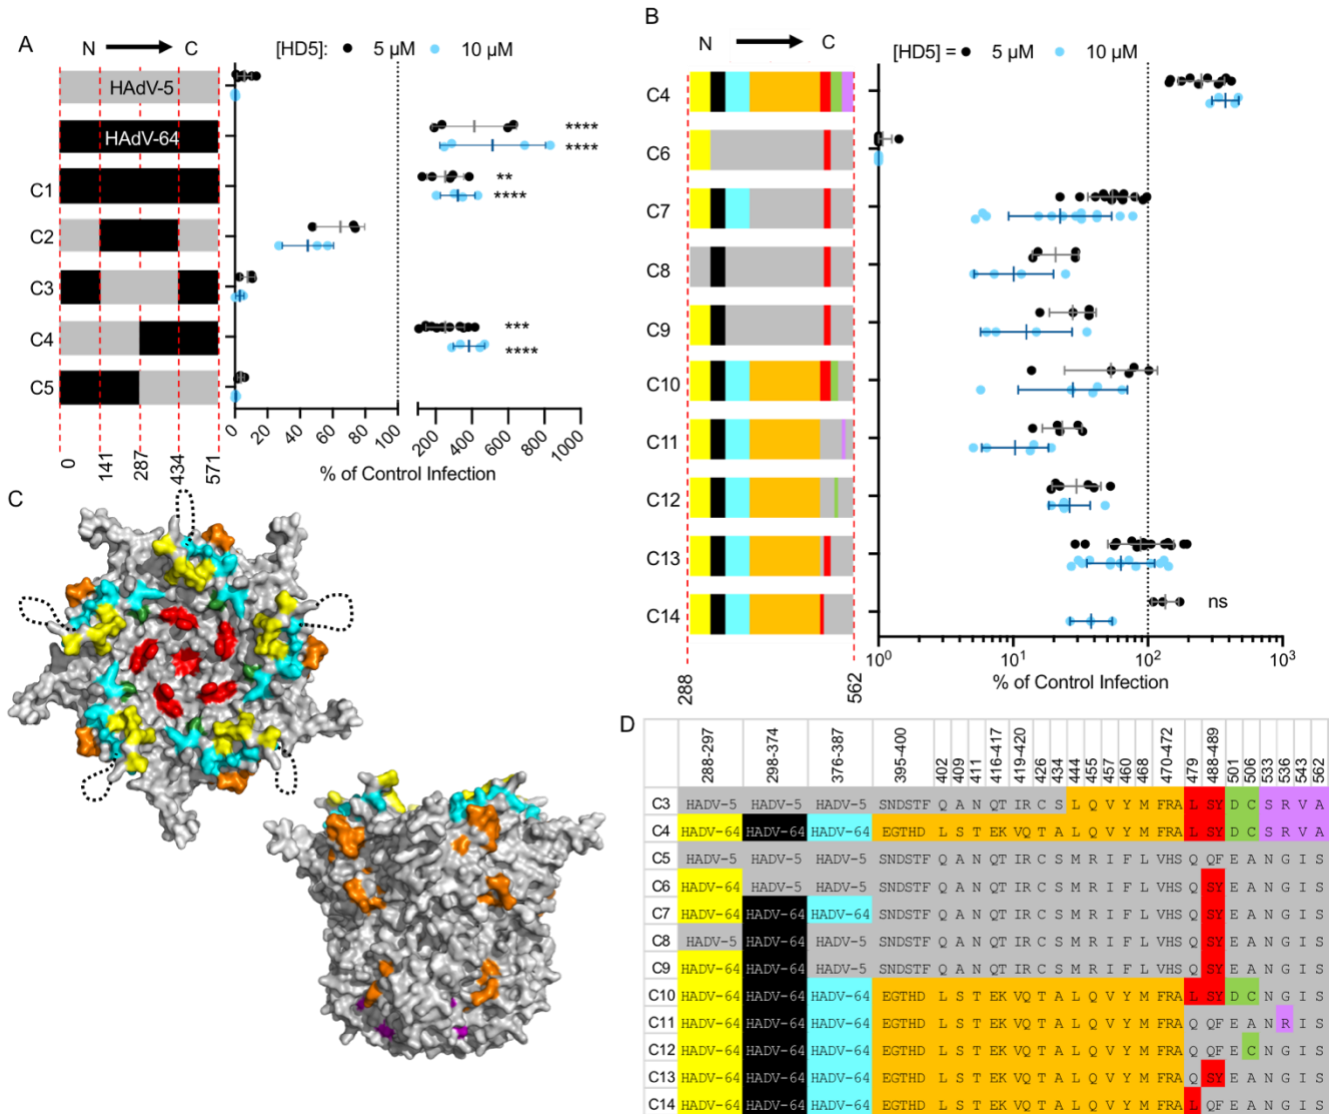 A
N C
[HD5]: 5 µM 10 µM
HAdV-5
HAdV-64
****
****
C1
**
****
C2
C3
C4
***
****
C5
0 141 287 434 571
0 20 40 60 80 100 200 400 600 800 1000
% of Control Infection
B
N C
[HD5] = 5 µM 10 µM
C4
C6
C7
C8
C9
C10
C11
C12
C13
C14
ns
288 562
10⁰ 10¹ 10² 10³
% of Control Infection
C
D
288-297 298-374 376-387 395-400 402 409 411 416-417 419-420 426 434 444 455 457 460 468 470-472 479 488-489 501 506 533 536 543 562
C3 HADV-5 HADV-5 HADV-5 SNDSTF Q A N QT IR C S L Q V Y M FRA L SY D C S R V A
C4 HADV-64 HADV-64 HADV-64 EGTHD L S T EK VQ T A L Q V Y M FRA L SY D C S R V A
C5 HADV-5 HADV-5 HADV-5 SNDSTF Q A N QT IR C S M R I F L VHS Q QF E A N G I S
C6 HADV-64 HADV-5 HADV-5 SNDSTF Q A N QT IR C S M R I F L VHS Q SY E A N G I S
C7 HADV-64 HADV-64 HADV-64 SNDSTF Q A N QT IR C S M R I F L VHS Q SY E A N G I S
C8 HADV-5 HADV-64 HADV-5 SNDSTF Q A N QT IR C S M R I F L VHS Q SY E A N G I S
C9 HADV-64 HADV-64 HADV-5 SNDSTF Q A N QT IR C S M R I F L VHS Q SY E A N G I S
C10 HADV-64 HADV-64 HADV-64 EGTHD L S T EK VQ T A L Q V Y M FRA L SY D C N G I S
C11 HADV-64 HADV-64 HADV-64 EGTHD L S T EK VQ T A L Q V Y M FRA Q QF E A N R I S
C12 HADV-64 HADV-64 HADV-64 EGTHD L S T EK VQ T A L Q V Y M FRA Q QF E C N G I S
C13 HADV-64 HADV-64 HADV-64 EGTHD L S T EK VQ T A L Q V Y M FRA Q SY E A N G I S
C14 HADV-64 HADV-64 HADV-64 EGTHD L S T EK VQ T A L Q V Y M FRA L QF E A N G I S